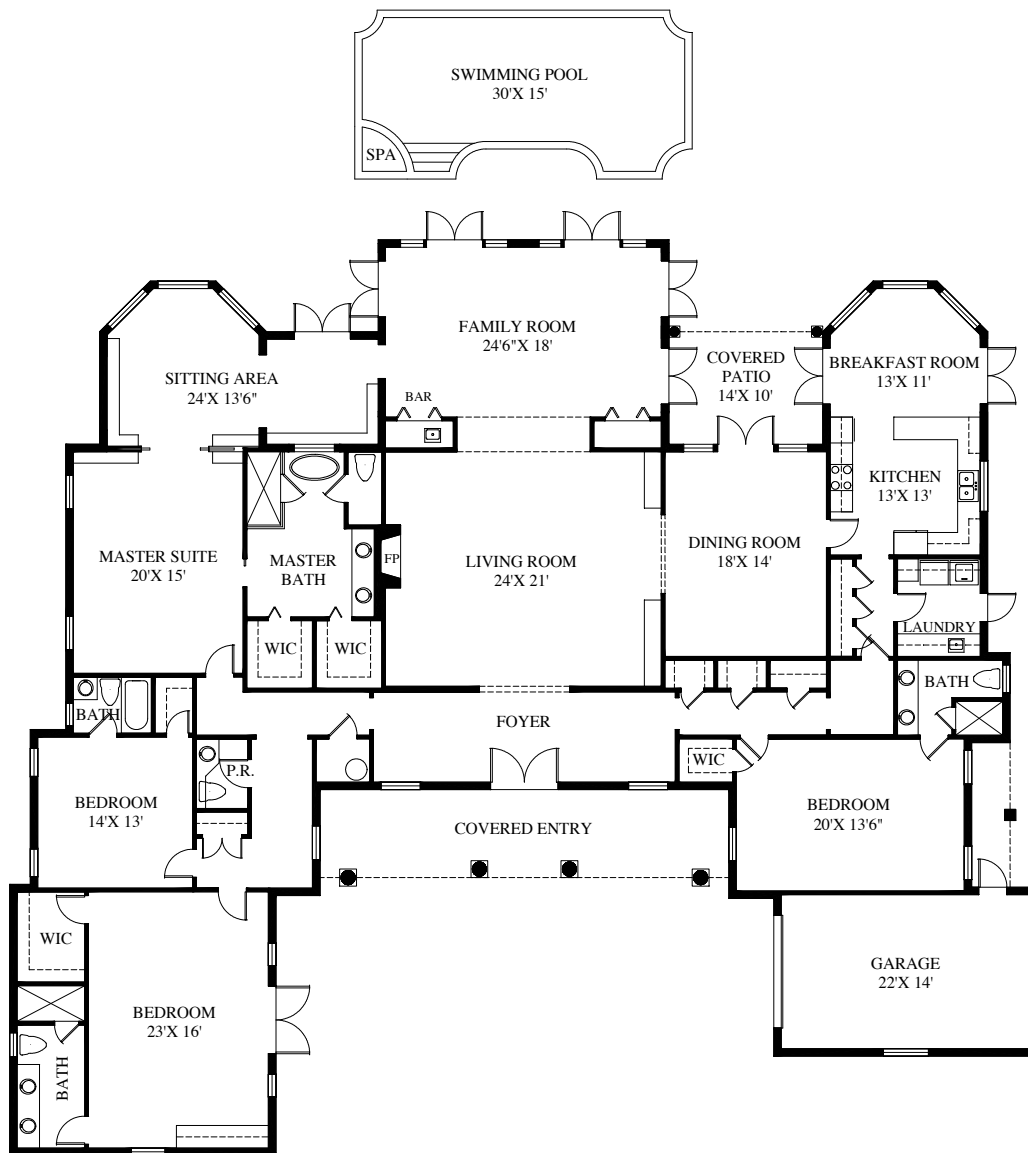 SWIMMING POOL
30'X 15'
SPA
FAMILY ROOM
24'6"X 18'
COVERED
PATIO
14'X 10'
BREAKFAST ROOM
13'X 11'
SITTING AREA
24'X 13'6"
BAR
KITCHEN
13'X 13'
MASTER SUITE
20'X 15'
MASTER
BATH
FP
LIVING ROOM
24'X 21'
DINING ROOM
18'X 14'
LAUNDRY
WIC
WIC
BATH
BATH
FOYER
WIC
P.R.
BEDROOM
14'X 13'
COVERED ENTRY
BEDROOM
20'X 13'6"
WIC
GARAGE
22'X 14'
BEDROOM
23'X 16'
BATH